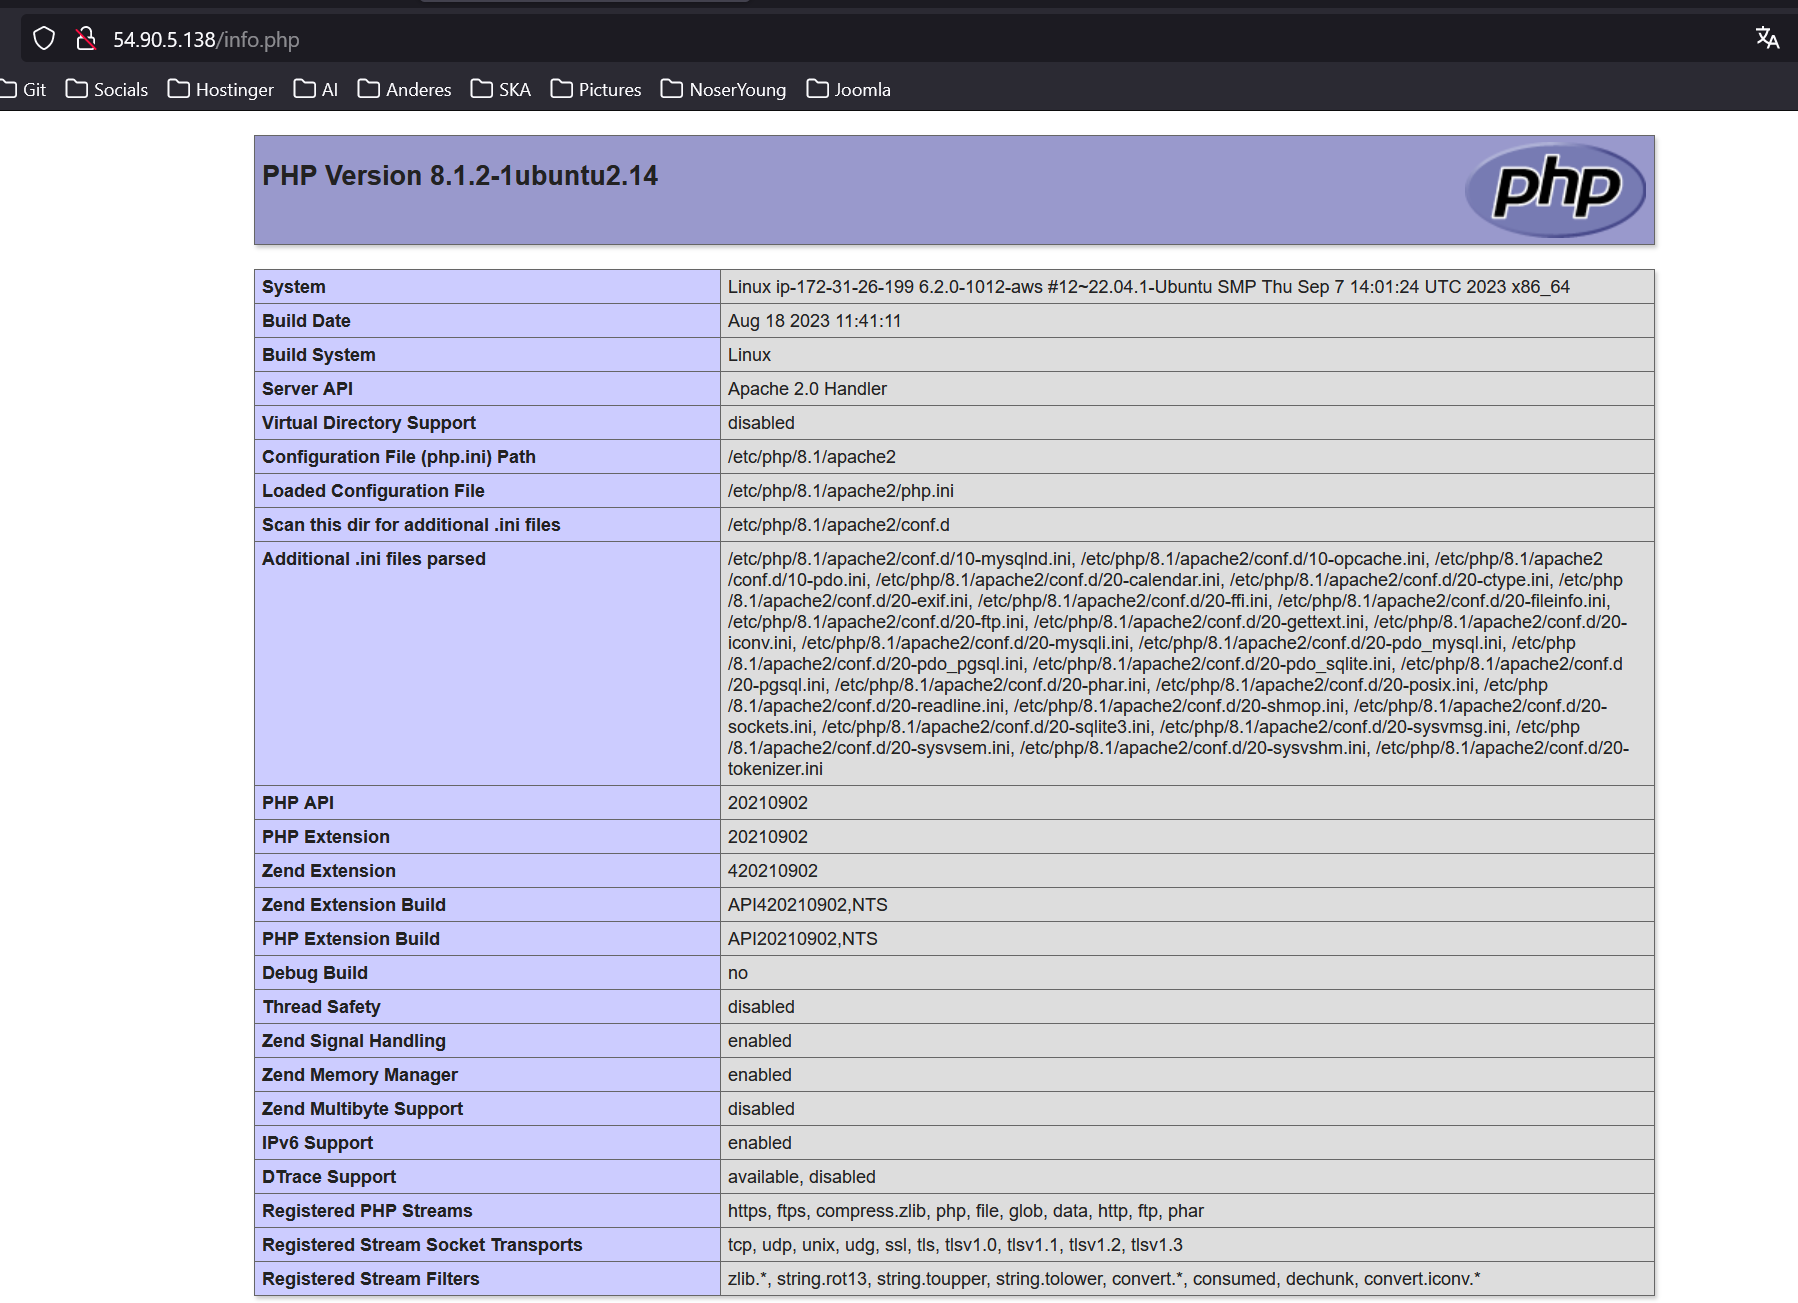 54.90.5.138/info.php
Git Socials Hostinger AI Anderes SKA Pictures NoserYoung Joomla
PHP Version 8.1.2-1ubuntu2.14
php
System Linux ip-172-31-26-199 6.2.0-1012-aws #12~22.04.1-Ubuntu SMP Thu Sep 7 14:01:24 UTC 2023 x86_64
Build Date Aug 18 2023 11:41:11
Build System Linux
Server API Apache 2.0 Handler
Virtual Directory Support disabled
Configuration File (php.ini) Path /etc/php/8.1/apache2
Loaded Configuration File /etc/php/8.1/apache2/php.ini
Scan this dir for additional .ini files /etc/php/8.1/apache2/conf.d
Additional .ini files parsed /etc/php/8.1/apache2/conf.d/10-mysqlnd.ini, /etc/php/8.1/apache2/conf.d/10-opcache.ini, /etc/php/8.1/apache2
/conf.d/10-pdo.ini, /etc/php/8.1/apache2/conf.d/20-calendar.ini, /etc/php/8.1/apache2/conf.d/20-ctype.ini, /etc/php
/8.1/apache2/conf.d/20-exif.ini, /etc/php/8.1/apache2/conf.d/20-ffi.ini, /etc/php/8.1/apache2/conf.d/20-fileinfo.ini,
/etc/php/8.1/apache2/conf.d/20-ftp.ini, /etc/php/8.1/apache2/conf.d/20-gettext.ini, /etc/php/8.1/apache2/conf.d/20-
iconv.ini, /etc/php/8.1/apache2/conf.d/20-mysqli.ini, /etc/php/8.1/apache2/conf.d/20-pdo_mysql.ini, /etc/php
/8.1/apache2/conf.d/20-pdo_pgsql.ini, /etc/php/8.1/apache2/conf.d/20-pdo_sqlite.ini, /etc/php/8.1/apache2/conf.d
/20-pgsql.ini, /etc/php/8.1/apache2/conf.d/20-phar.ini, /etc/php/8.1/apache2/conf.d/20-posix.ini, /etc/php
/8.1/apache2/conf.d/20-readline.ini, /etc/php/8.1/apache2/conf.d/20-shmop.ini, /etc/php/8.1/apache2/conf.d/20-
sockets.ini, /etc/php/8.1/apache2/conf.d/20-sqlite3.ini, /etc/php/8.1/apache2/conf.d/20-sysvmsg.ini, /etc/php
/8.1/apache2/conf.d/20-sysvsem.ini, /etc/php/8.1/apache2/conf.d/20-sysvshm.ini, /etc/php/8.1/apache2/conf.d/20-
tokenizer.ini
PHP API 20210902
PHP Extension 20210902
Zend Extension 420210902
Zend Extension Build API420210902,NTS
PHP Extension Build API20210902,NTS
Debug Build no
Thread Safety disabled
Zend Signal Handling enabled
Zend Memory Manager enabled
Zend Multibyte Support disabled
IPv6 Support enabled
DTrace Support available, disabled
Registered PHP Streams https, ftps, compress.zlib, php, file, glob, data, http, ftp, phar
Registered Stream Socket Transports tcp, udp, unix, udg, ssl, tls, tlsv1.0, tlsv1.1, tlsv1.2, tlsv1.3
Registered Stream Filters zlib.*, string.rot13, string.toupper, string.tolower, convert.*, consumed, dechunk, convert.iconv.*